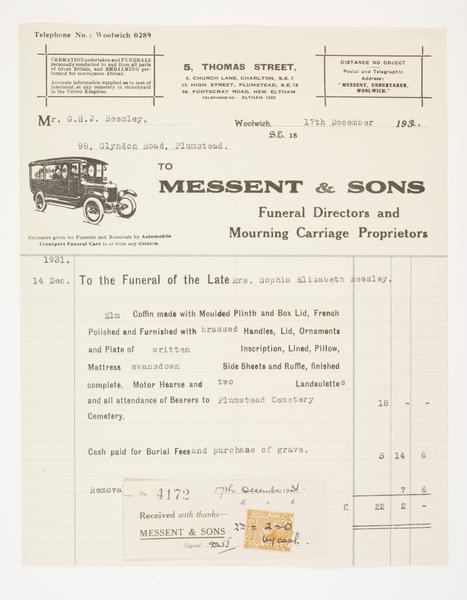 Telephone No.: Woolwich 0289
CREMATION undertaken and FUNERALS
personally conducted to and from all parts
of Great Britain, and EMBALMING per-
formed for conveyance Abroad.
Accurate information supplied as to cost of
interment at any cemetery or churchyard
in the United Kingdom.
5, THOMAS STREET,
6, CHURCH LANE, CHARLTON, S.E. 7
23, HIGH STREET, PLUMSTEAD, S.E. 18
68, FOOTSCRAY ROAD, NEW ELTHAM.
TELEPHONE NO.: ELTHAM 1382
DISTANCE NO OBJECT
Postal and Telegraphic
Address:
"MESSENT, UNDERTAKER,
WOOLWICH."
Mr. G.H.J. Beesley.
Woolwich, 17th December, 1931.
S.E. 18
98, Glyndon Road, Plumstead.
TO
MESSENT & SONS
Funeral Directors and
Mourning Carriage Proprietors
Estimates given for Funerals and Removals by Automobile
Transport Funeral Cars to or from any distance.
1931.
14 Dec. To the Funeral of the Late Mrs. Sophia Elizabeth Beesley.
Elm Coffin made with Moulded Plinth and Box Lid, French
Polished and Furnished with brassed Handles, Lid, Ornaments
and Plate of written Inscription, Lined, Pillow,
Mattress swansdown Side Sheets and Ruffle, finished
complete. Motor Hearse and two Landaulettes
and all attendance of Bearers to Plumstead Cemetery 18 - -
Cemetery.
Cash paid for Burial Fees and purchase of grave. 3 14 6
Removal 7 6
£ 22 2 -
No. 4172 17th December 1931
£ s. d.
Received with thanks
MESSENT & SONS 22 = 2 = 0
by cash.
Signed